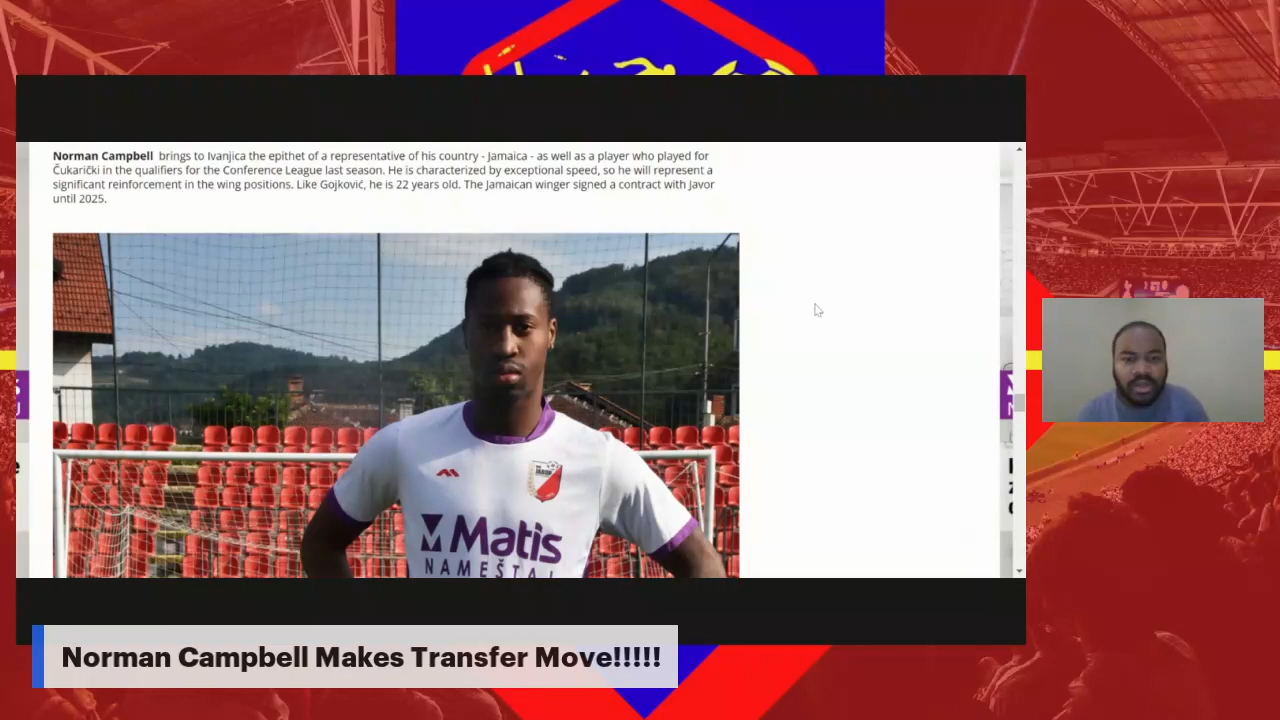 Norman Campbell brings to Ivanjica the epithet of a representative of his country - Jamaica - as well as a player who played for
Čukarički in the qualifiers for the Conference League last season. He is characterized by exceptional speed, so he will represent a
significant reinforcement in the wing positions. Like Gojković, he is 22 years old. The Jamaican winger signed a contract with Javor
until 2025.
JAVOR
Matis
Norman Campbell Makes Transfer Move!!!!!